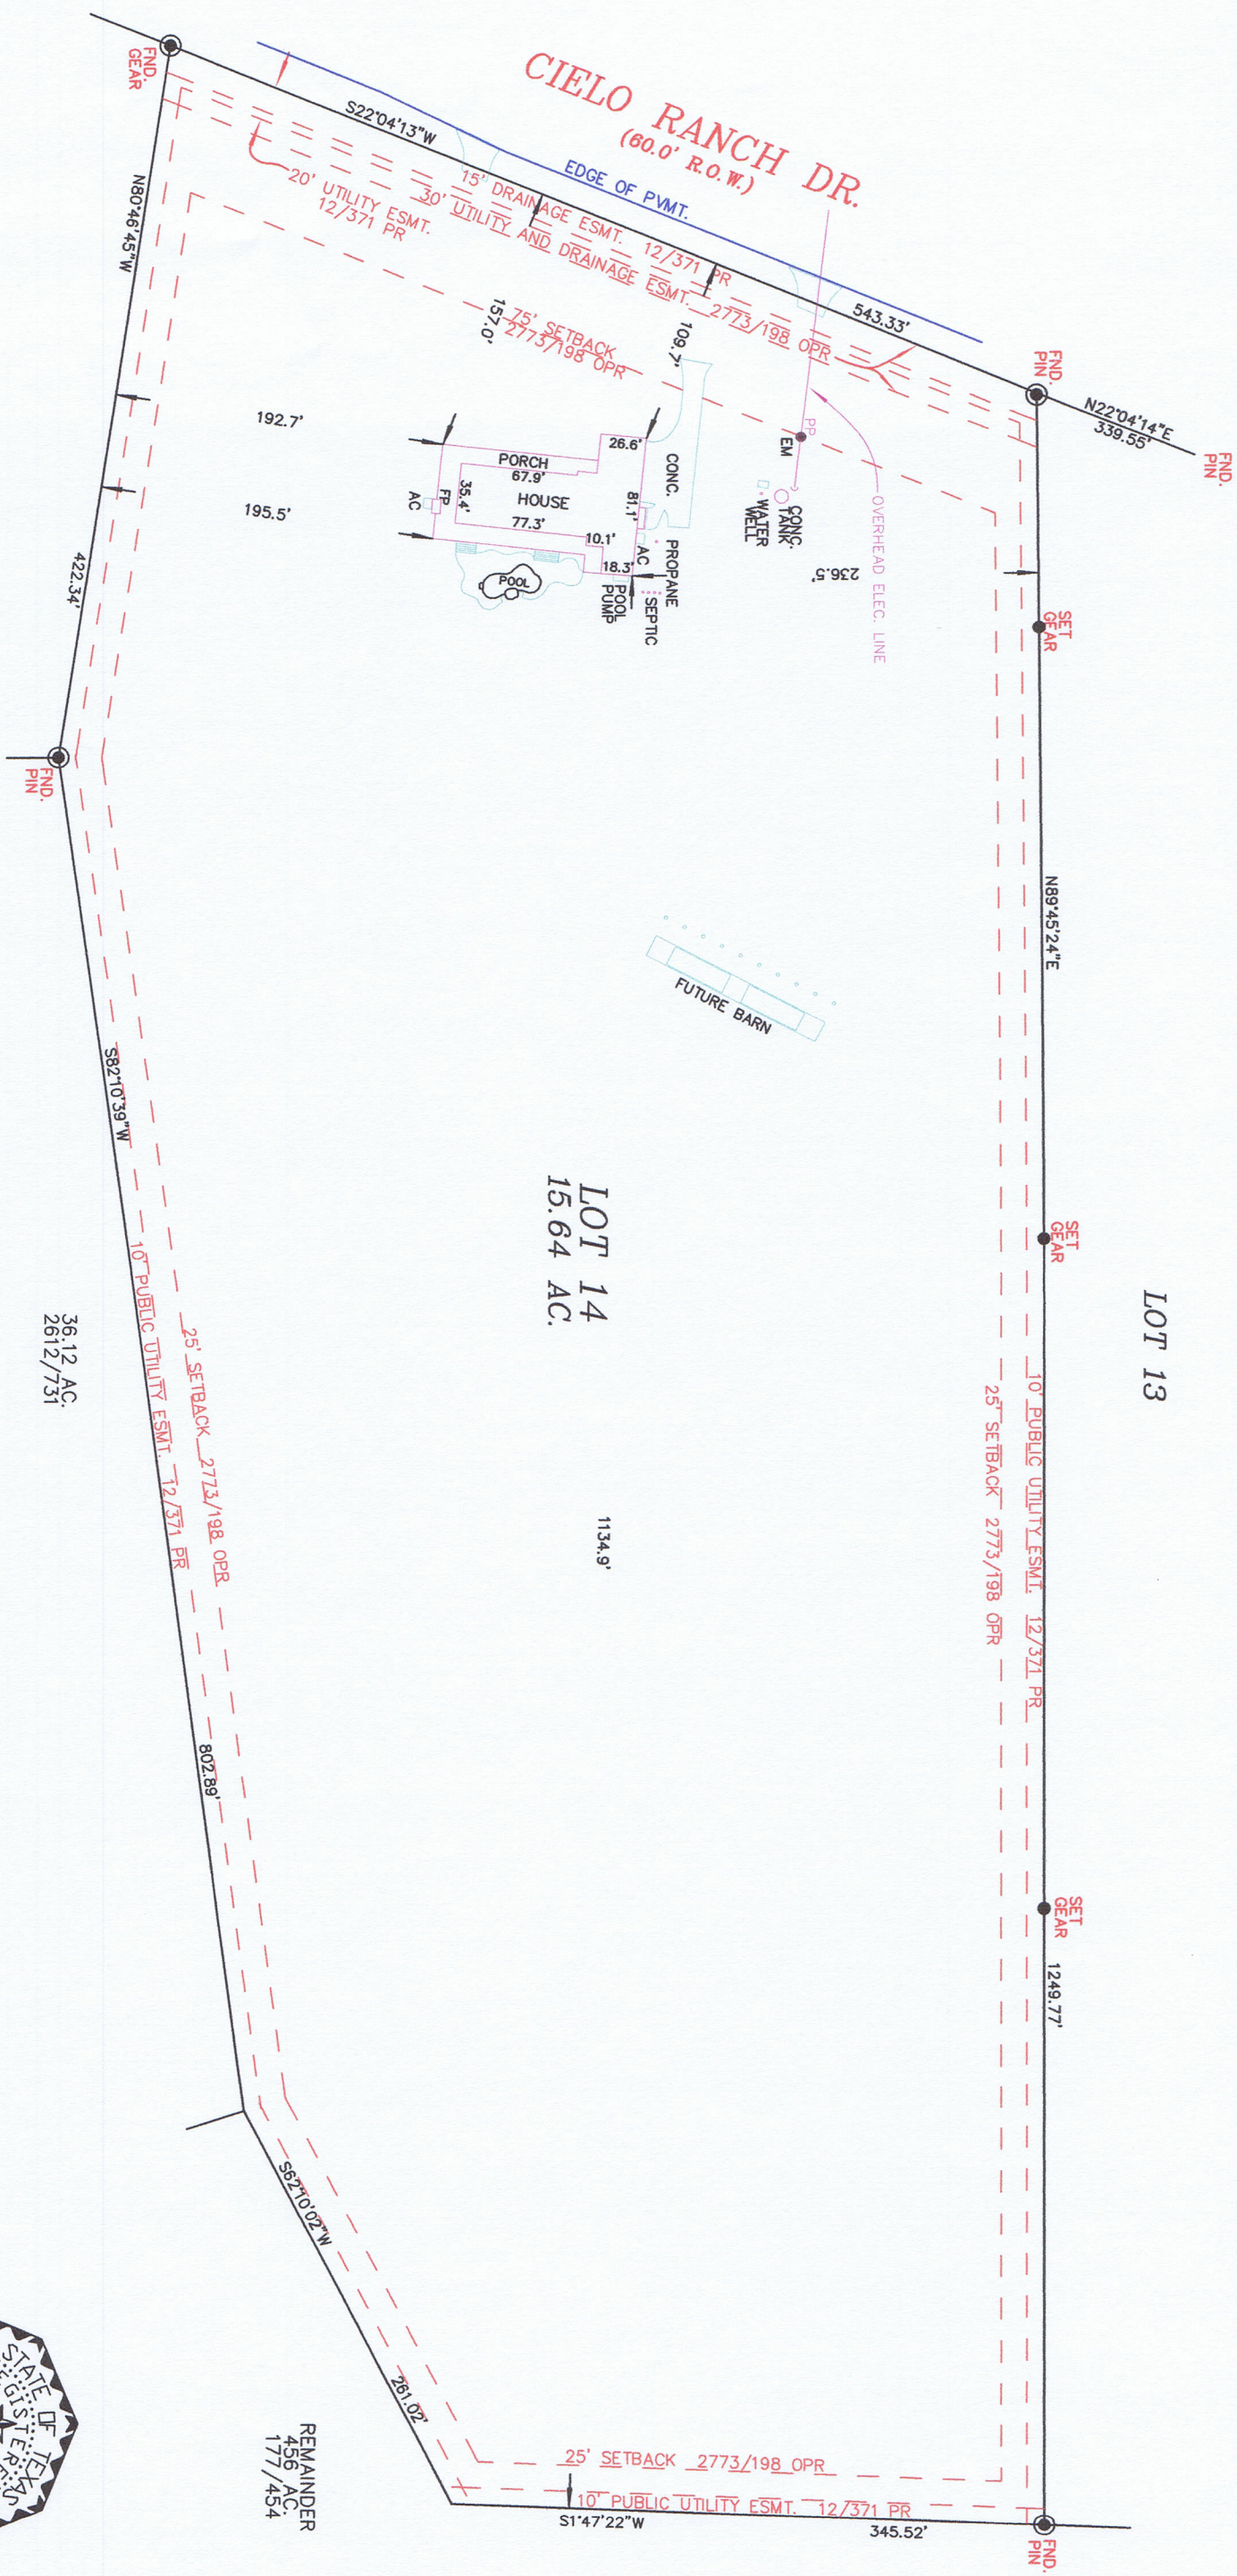 CIELO RANCH DR.
(60.0' R.O.W.)
FND.
GEAR
S22°04'13"W
EDGE OF PVMT.
543.33'
FND.
PIN
N22°04'14"E
339.55'
FND.
PIN
15' DRAINAGE ESMT. 12/371 PR
30' UTILITY AND DRAINAGE ESMT. 2773/198 OPR
20' UTILITY ESMT.
12/371 PR
75' SETBACK
2773/198 OPR
157.0'
109.7'
N80°46'45"W
422.34'
192.7'
195.5'
PORCH
67.9'
HOUSE
77.3'
35.4'
FP
AC
26.6'
81.1'
10.1'
18.3'
AC
CONC.
PROPANE
SEPTIC
POOL
PUMP
POOL
PP
EM
CONC.
TANK
WATER
WELL
OVERHEAD ELEC. LINE
236.5'
SET
GEAR
N89°45'24"E
SET
GEAR
SET
GEAR
1249.77'
LOT 13
10' PUBLIC UTILITY ESMT. 12/371 PR
25' SETBACK 2773/198 OPR
FUTURE BARN
LOT 14
15.64 AC.
1134.9'
FND.
PIN
S82°10'39"W
802.89'
25' SETBACK 2773/198 OPR
10' PUBLIC UTILITY ESMT. 12/371 PR
36.12 AC.
2612/731
S62°10'02"W
261.02'
REMAINDER
456 AC.
177/454
25' SETBACK 2773/198 OPR
10' PUBLIC UTILITY ESMT. 12/371 PR
S1°47'22"W
345.52'
FND.
PIN
STATE OF TEXAS